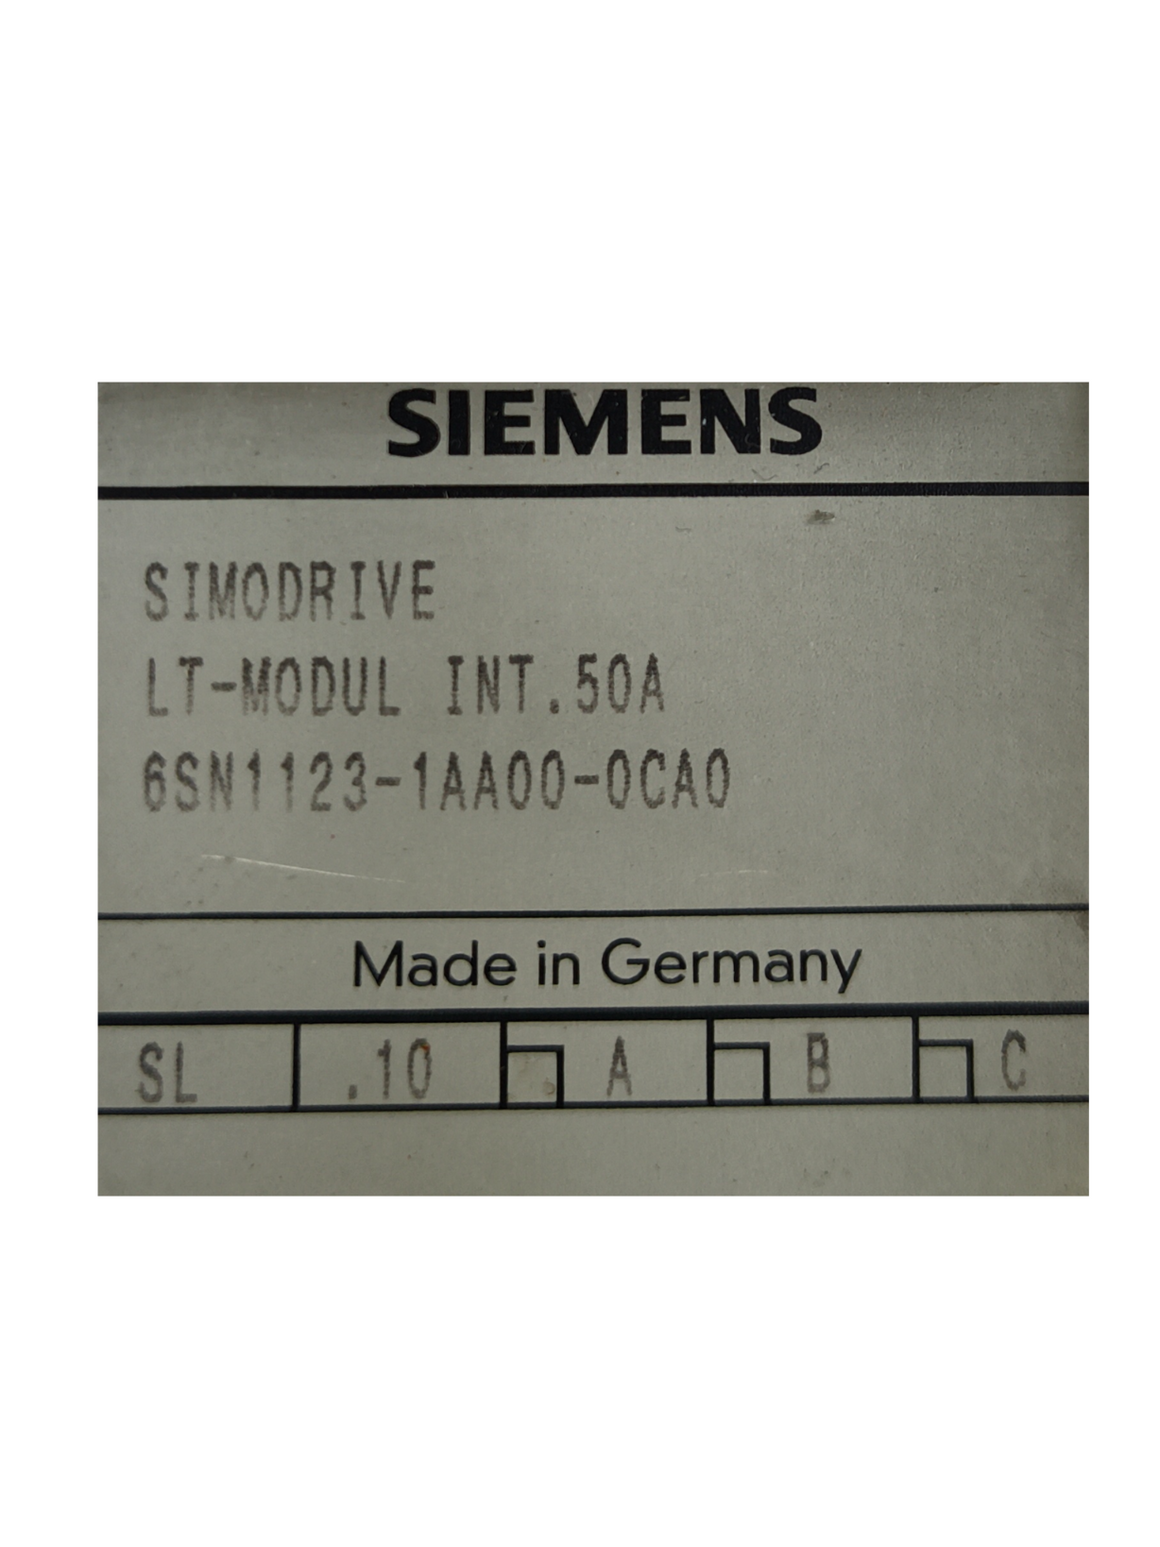 SIEMENS
SIMODRIVE
LT-MODUL INT.50A
6SN1123-1AA00-0CA0
Made in Germany
SL .10 A B C